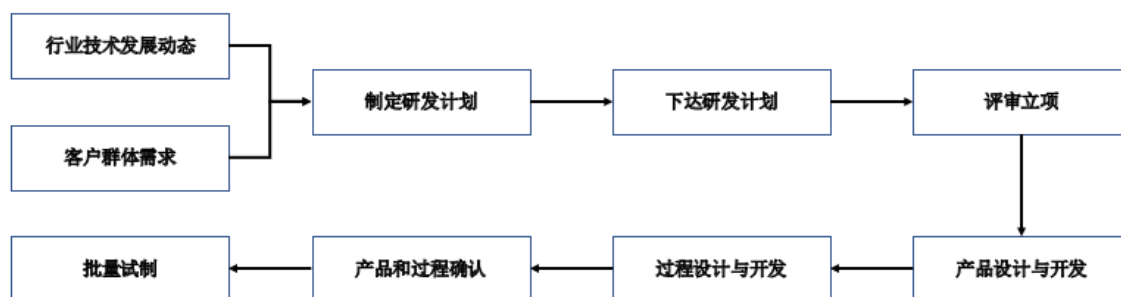 行业技术发展动态
客户群体需求
制定研发计划
下达研发计划
评审立项
产品设计与开发
过程设计与开发
产品和过程确认
批量试制